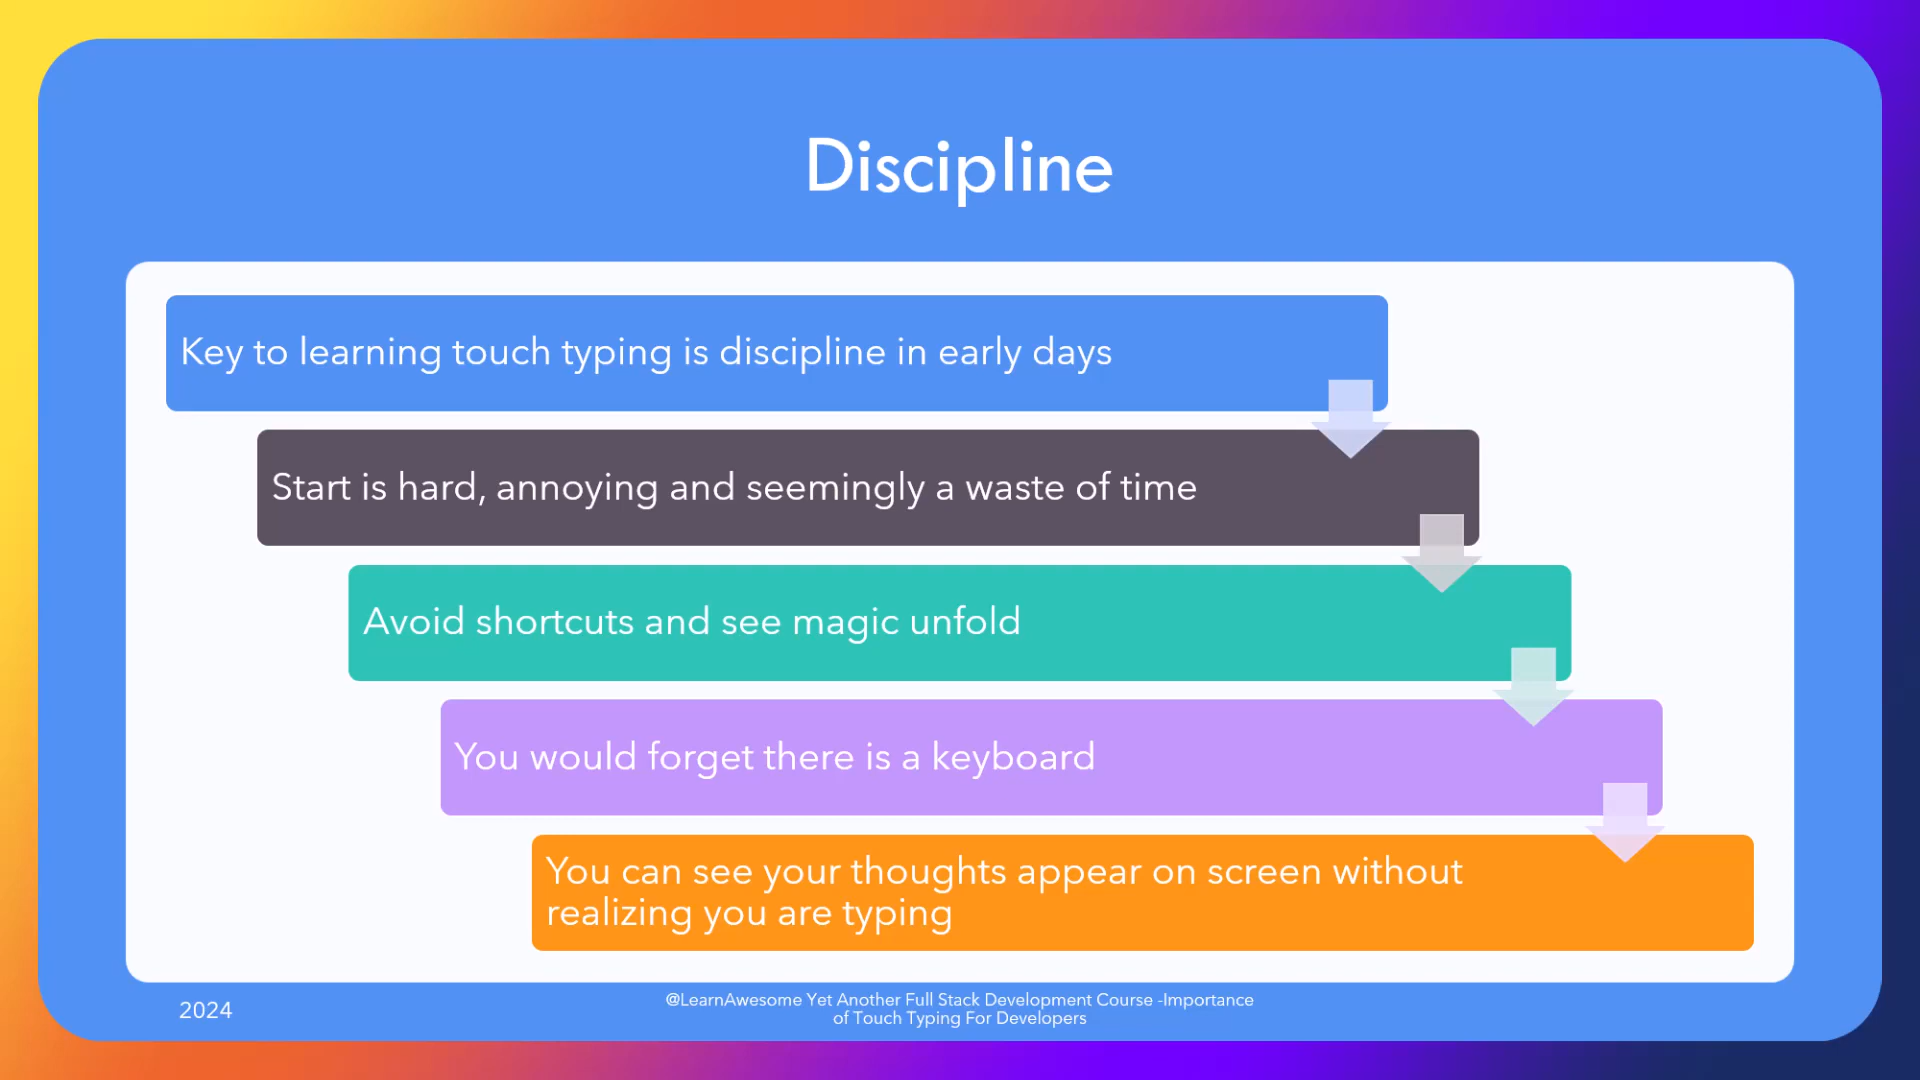 Discipline
Key to learning touch typing is discipline in early days
Start is hard, annoying and seemingly a waste of time
Avoid shortcuts and see magic unfold
You would forget there is a keyboard
You can see your thoughts appear on screen without
realizing you are typing
2024
@LearnAwesome Yet Another Full Stack Development Course -Importance
of Touch Typing For Developers